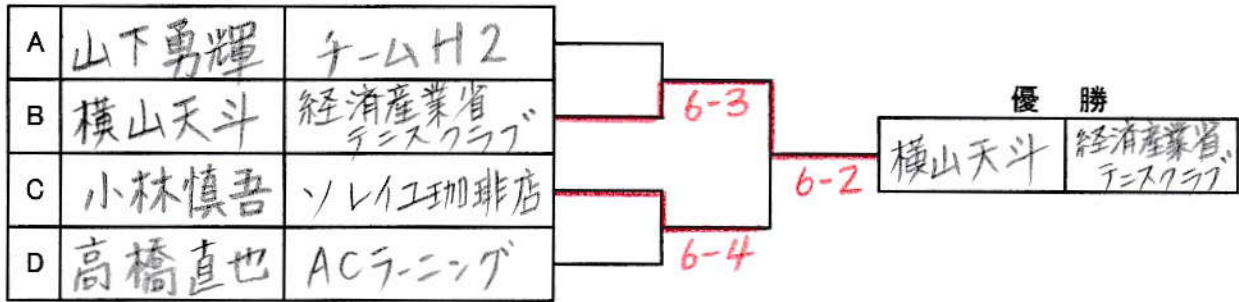 A 山下勇輝 チームH2
B 横山天斗 経済産業省
テニスクラブ
C 小林慎吾 ソレイユ珈琲店
D 高橋直也 ACラーニング
6-3
6-4
6-2
優勝
横山天斗 経済産業省
テニスクラブ